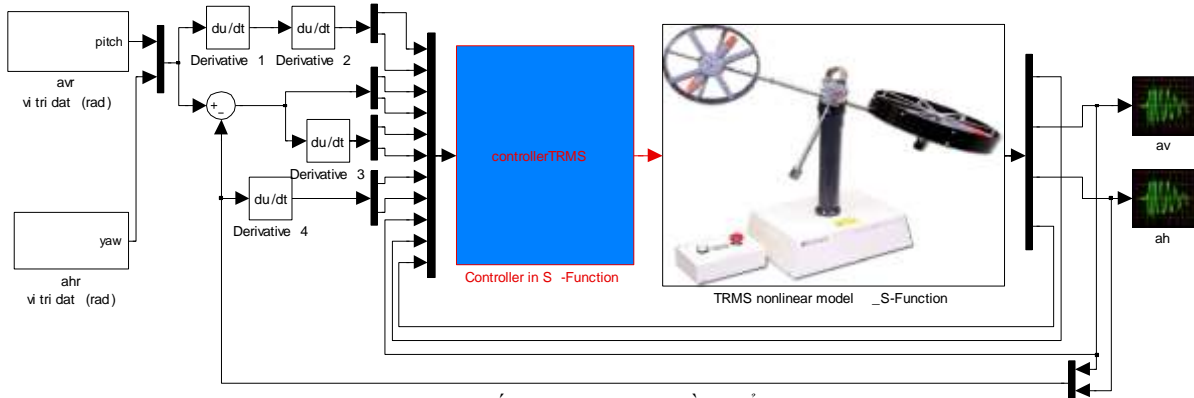 pitch
avr
vi tri dat (rad)
du/dt
Derivative 1
du/dt
Derivative 2
+
−
du/dt
Derivative 3
du/dt
Derivative 4
yaw
ahr
vi tri dat (rad)
controllerTRMS
Controller in S -Function
TRMS nonlinear model _S-Function
av
ah